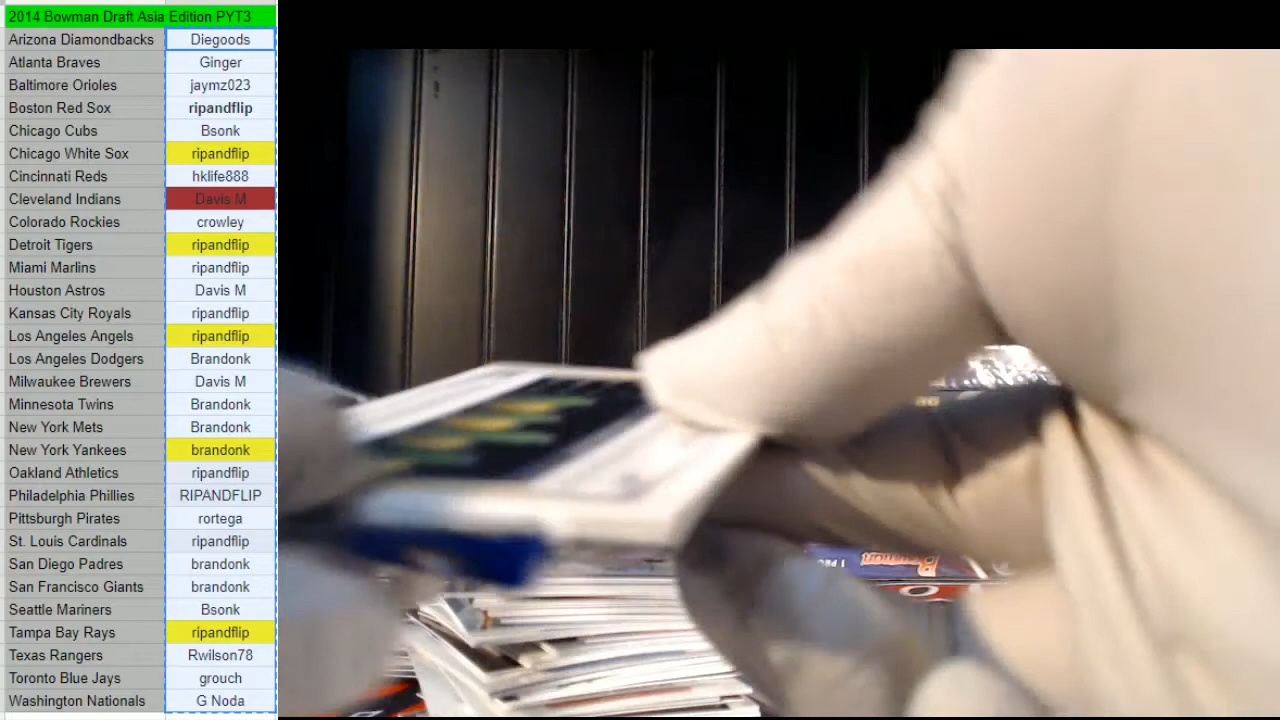 2014 Bowman Draft Asia Edition PYT3
Arizona Diamondbacks Diegoods
Atlanta Braves Ginger
Baltimore Orioles jaymz023
Boston Red Sox ripandflip
Chicago Cubs Bsonk
Chicago White Sox ripandflip
Cincinnati Reds hklife888
Cleveland Indians Davis M
Colorado Rockies crowley
Detroit Tigers ripandflip
Miami Marlins ripandflip
Houston Astros Davis M
Kansas City Royals ripandflip
Los Angeles Angels ripandflip
Los Angeles Dodgers Brandonk
Milwaukee Brewers Davis M
Minnesota Twins Brandonk
New York Mets Brandonk
New York Yankees brandonk
Oakland Athletics ripandflip
Philadelphia Phillies RIPANDFLIP
Pittsburgh Pirates rortega
St. Louis Cardinals ripandflip
San Diego Padres brandonk
San Francisco Giants brandonk
Seattle Mariners Bsonk
Tampa Bay Rays ripandflip
Texas Rangers Rwilson78
Toronto Blue Jays grouch
Washington Nationals G Noda
Bowman